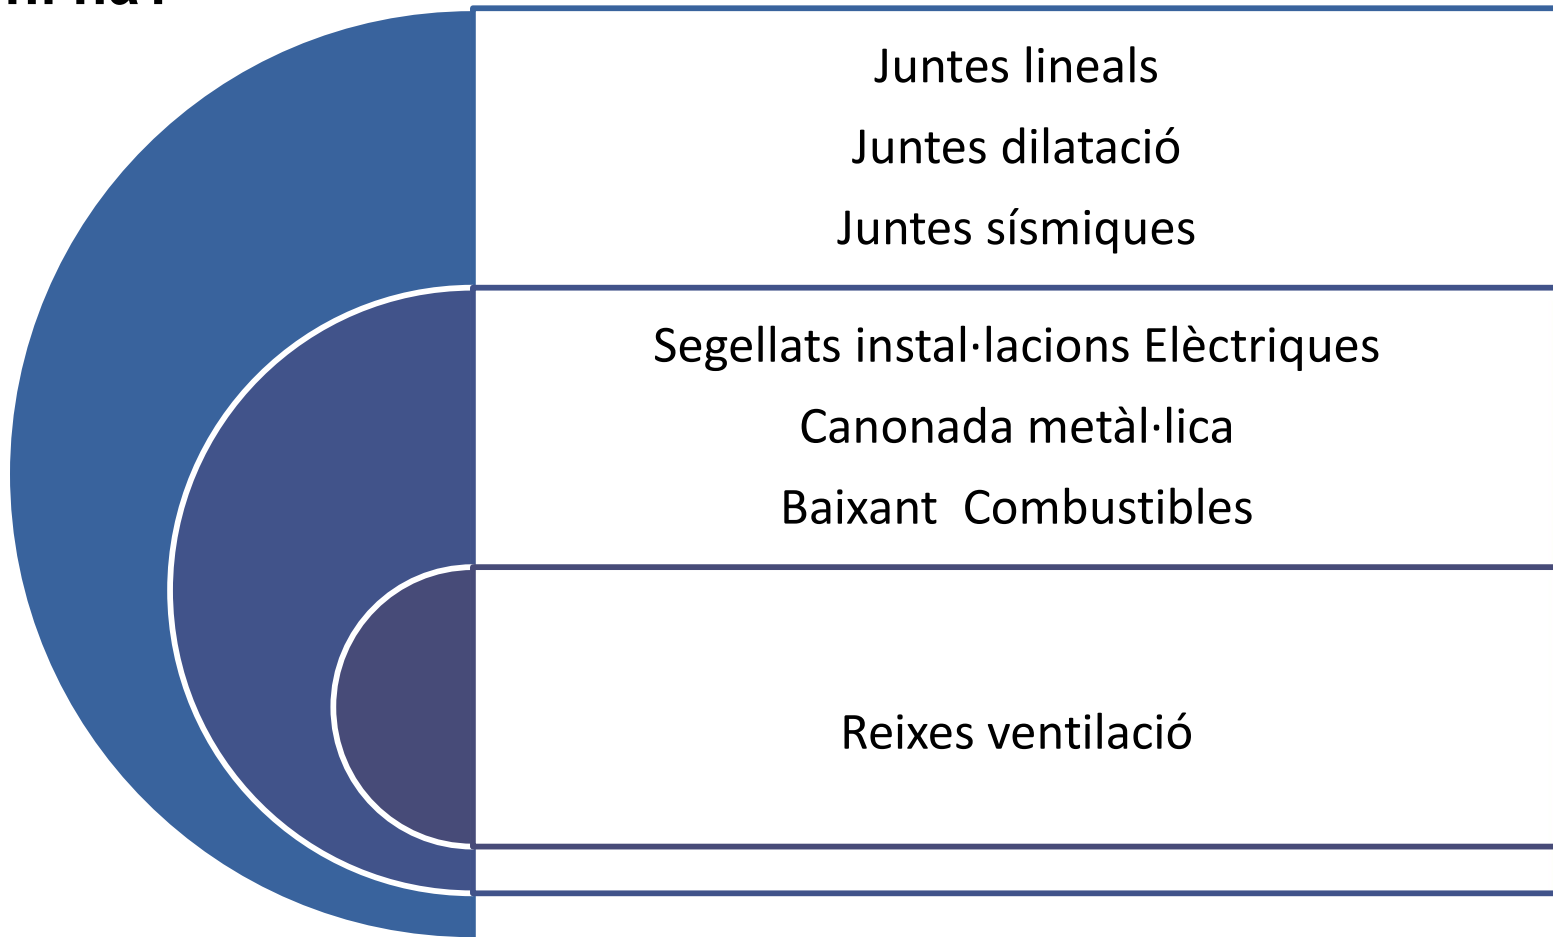 Juntes lineals
Juntes dilatació
Juntes sísmiques
Segellats instal·lacions Elèctriques
Canonada metàl·lica
Baixant  Combustibles
Reixes ventilació